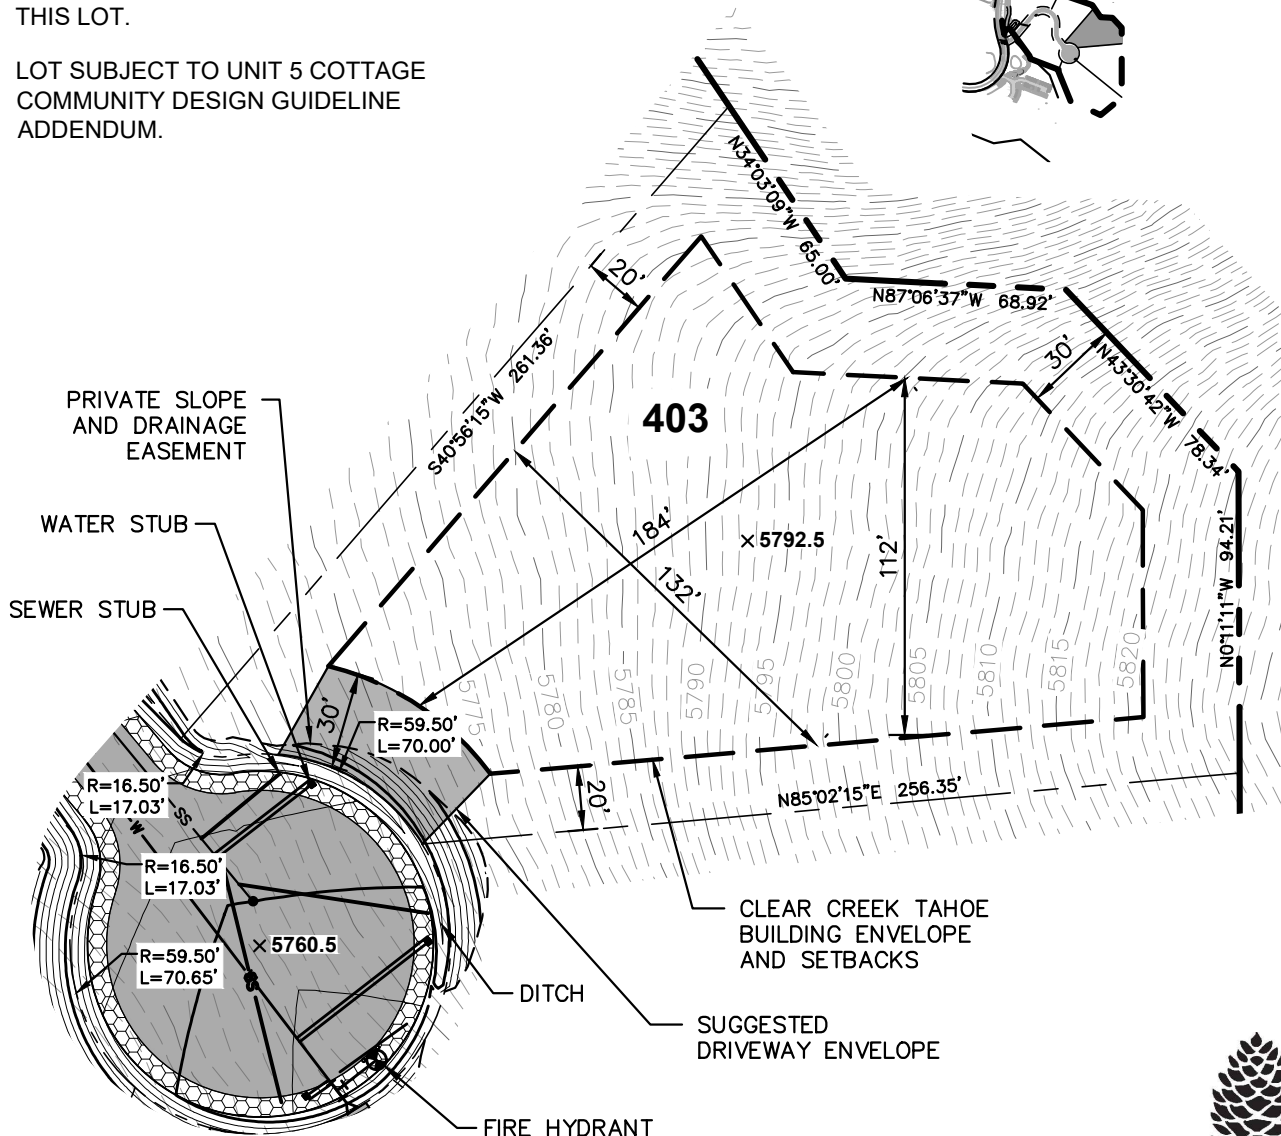 THIS LOT.
LOT SUBJECT TO UNIT 5 COTTAGE
COMMUNITY DESIGN GUIDELINE
ADDENDUM.
N34°03'09"W 65.00'
20'
N87°06'37"W 68.92'
30'
N43°30'42"W 78.34'
S40°56'15"W 261.36'
403
PRIVATE SLOPE
AND DRAINAGE
EASEMENT
WATER STUB
SEWER STUB
184'
132'
×5792.5
112'
N0°11'11"W 94.21'
5775
5780
5785
5790
5795
5800
5805
5810
5815
5820
30'
R=59.50'
L=70.00'
20'
N85°02'15"E 256.35'
R=16.50'
L=17.03'
SS
W
R=16.50'
L=17.03'
×5760.5
R=59.50'
L=70.65'
CLEAR CREEK TAHOE
BUILDING ENVELOPE
AND SETBACKS
DITCH
SUGGESTED
DRIVEWAY ENVELOPE
FIRE HYDRANT